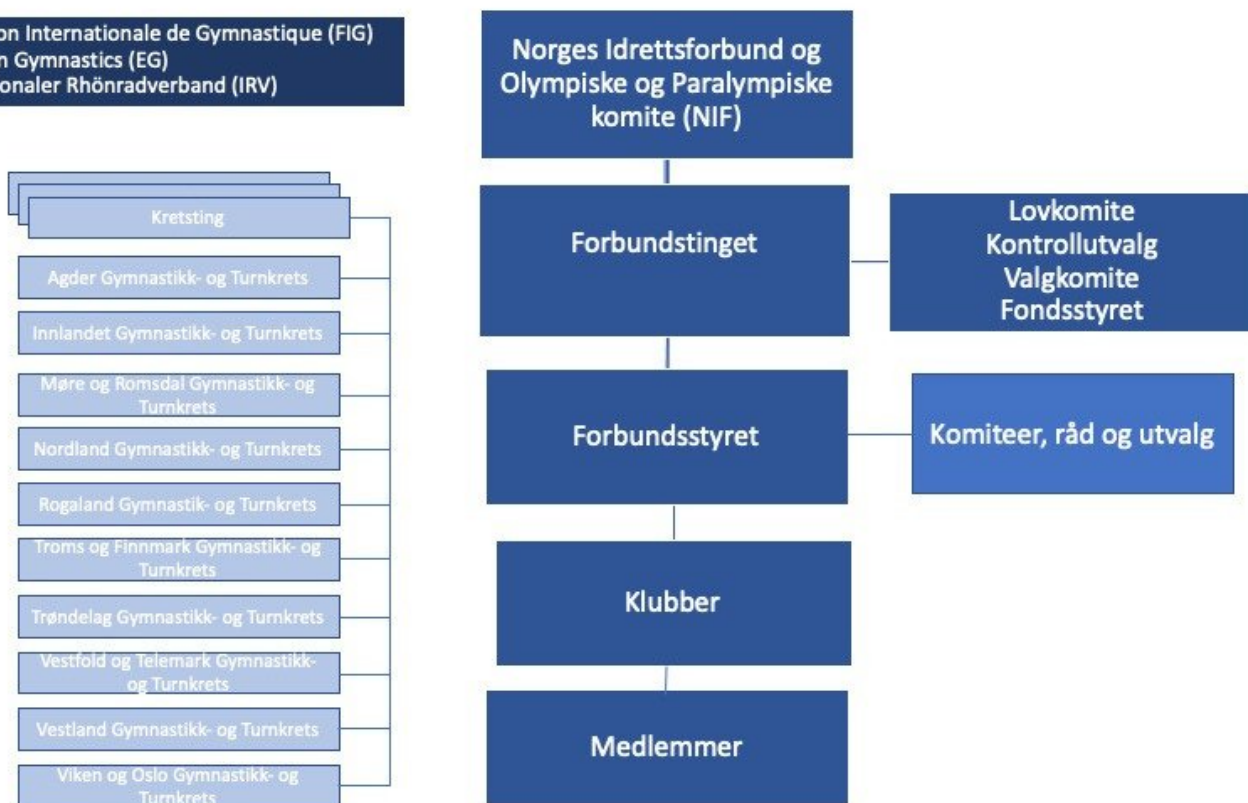 on Internationale de Gymnastique (FIG)
n Gymnastics (EG)
onaler Rhönradverband (IRV)
Norges Idrettsforbund og
Olympiske og Paralympiske
komite (NIF)
Kretsting
Agder Gymnastikk- og Turnkrets
Innlandet Gymnastikk- og Turnkrets
Møre og Romsdal Gymnastikk- og
Turnkrets
Nordland Gymnastikk- og Turnkrets
Rogaland Gymnastik- og Turnkrets
Troms og Finnmark Gymnastikk- og
Turnkrets
Trøndelag Gymnastikk- og Turnkrets
Vestfold og Telemark Gymnastikk-
og Turnkrets
Vestland Gymnastikk- og Turnkrets
Viken og Oslo Gymnastikk- og
Turnkrets
Forbundstinget
Lovkomite
Kontrollutvalg
Valgkomite
Fondsstyret
Forbundsstyret
Komiteer, råd og utvalg
Klubber
Medlemmer